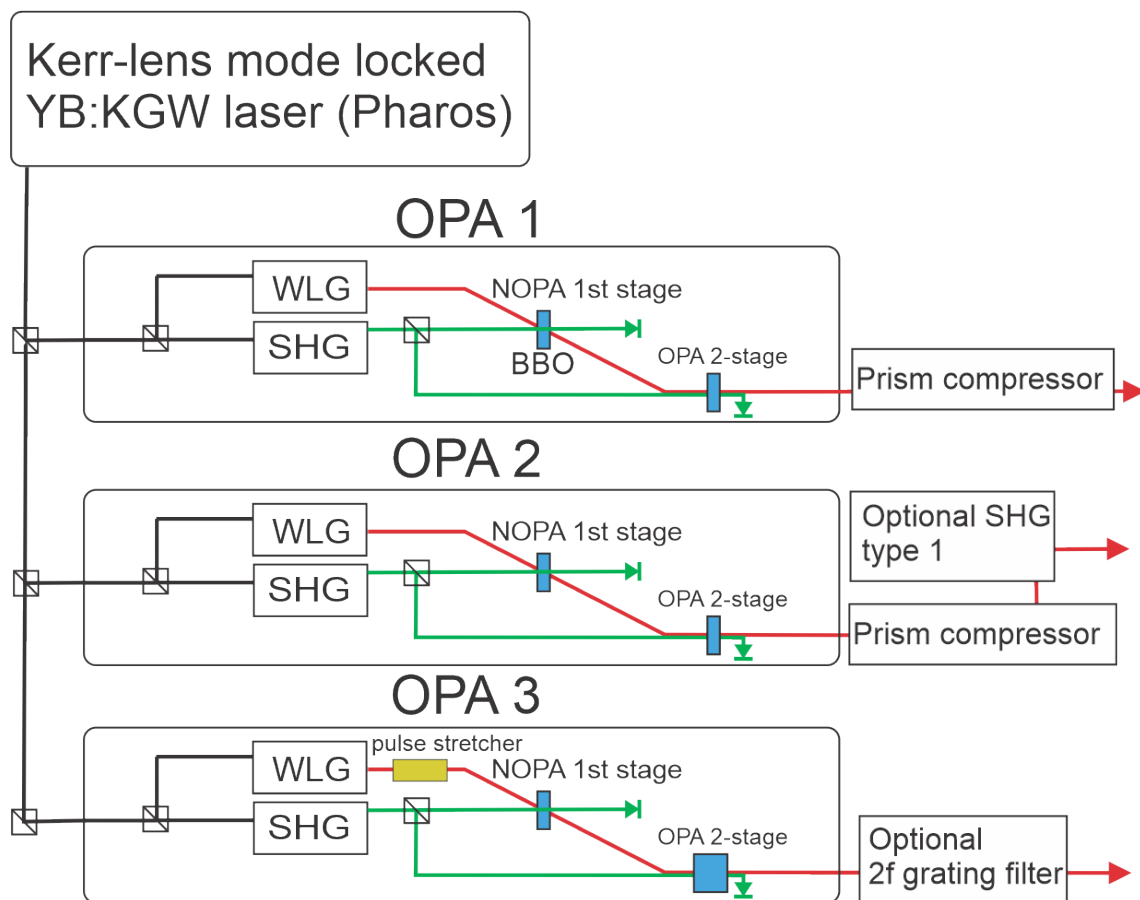 Kerr-lens mode locked
YB:KGW laser (Pharos)
OPA 1
WLG
NOPA 1st stage
SHG
BBO
OPA 2-stage
Prism compressor
OPA 2
WLG
NOPA 1st stage
SHG
OPA 2-stage
Optional SHG
type 1
Prism compressor
OPA 3
pulse stretcher
WLG
NOPA 1st stage
SHG
OPA 2-stage
Optional
2f grating filter